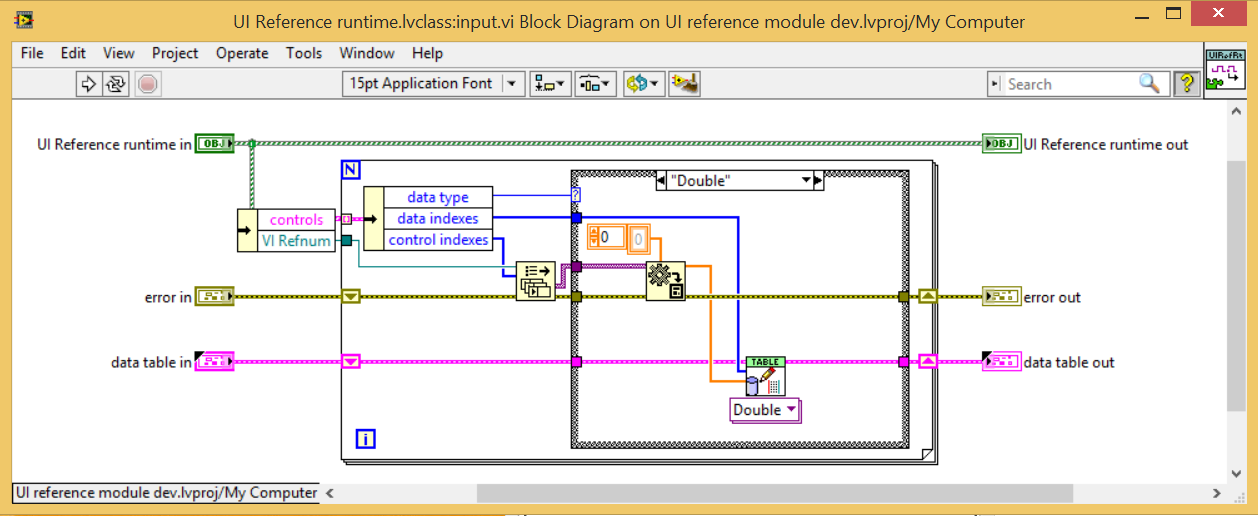 UI Reference runtime.lvclass:input.vi Block Diagram on UI reference module dev.lvproj/My Computer
File Edit View Project Operate Tools Window Help
15pt Application Font
Search
?
UIRefRt
UI Reference runtime in
OBJ
OBJ
UI Reference runtime out
N
"Double"
data type
?
data indexes
control indexes
controls
VI Refnum
0
0
error in
error out
data table in
data table out
TABLE
Double
i
UI reference module dev.lvproj/My Computer